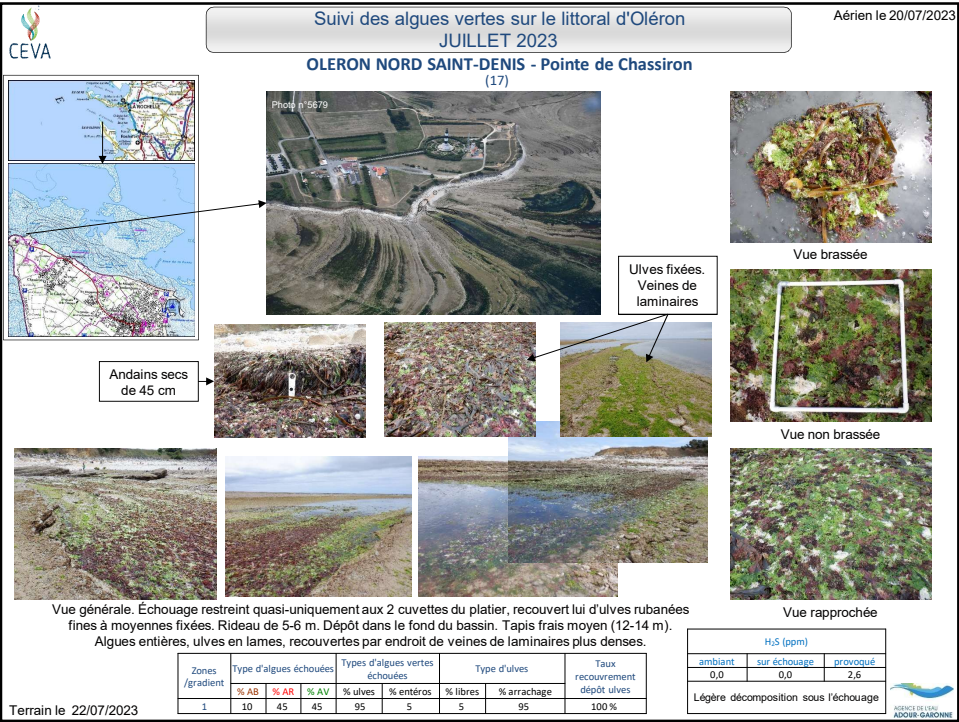 CEVA
Suivi des algues vertes sur le littoral d'Oléron
JUILLET 2023
Aérien le 20/07/2023
OLERON NORD SAINT-DENIS - Pointe de Chassiron
(17)
Photo n°5679
LA ROCHELLE
Vue brassée
Ulves fixées.
Veines de
laminaires
Andains secs
de 45 cm
Vue non brassée
Vue générale. Échouage restreint quasi-uniquement aux 2 cuvettes du platier, recouvert lui d'ulves rubanées
fines à moyennes fixées. Rideau de 5-6 m. Dépôt dans le fond du bassin. Tapis frais moyen (12-14 m).
Algues entières, ulves en lames, recouvertes par endroit de veines de laminaires plus denses.
Vue rapprochée
Zones /gradient Type d'algues échouées Types d'algues vertes échouées Type d'ulves Taux recouvrement dépôt ulves
% AB % AR % AV % ulves % entéros % libres % arrachage
1 10 45 45 95 5 5 95 100 %
H₂S (ppm)
ambiant sur échouage provoqué
0,0 0,0 2,6
Légère décomposition sous l'échouage
Terrain le 22/07/2023
AGENCE DE L'EAU
ADOUR-GARONNE